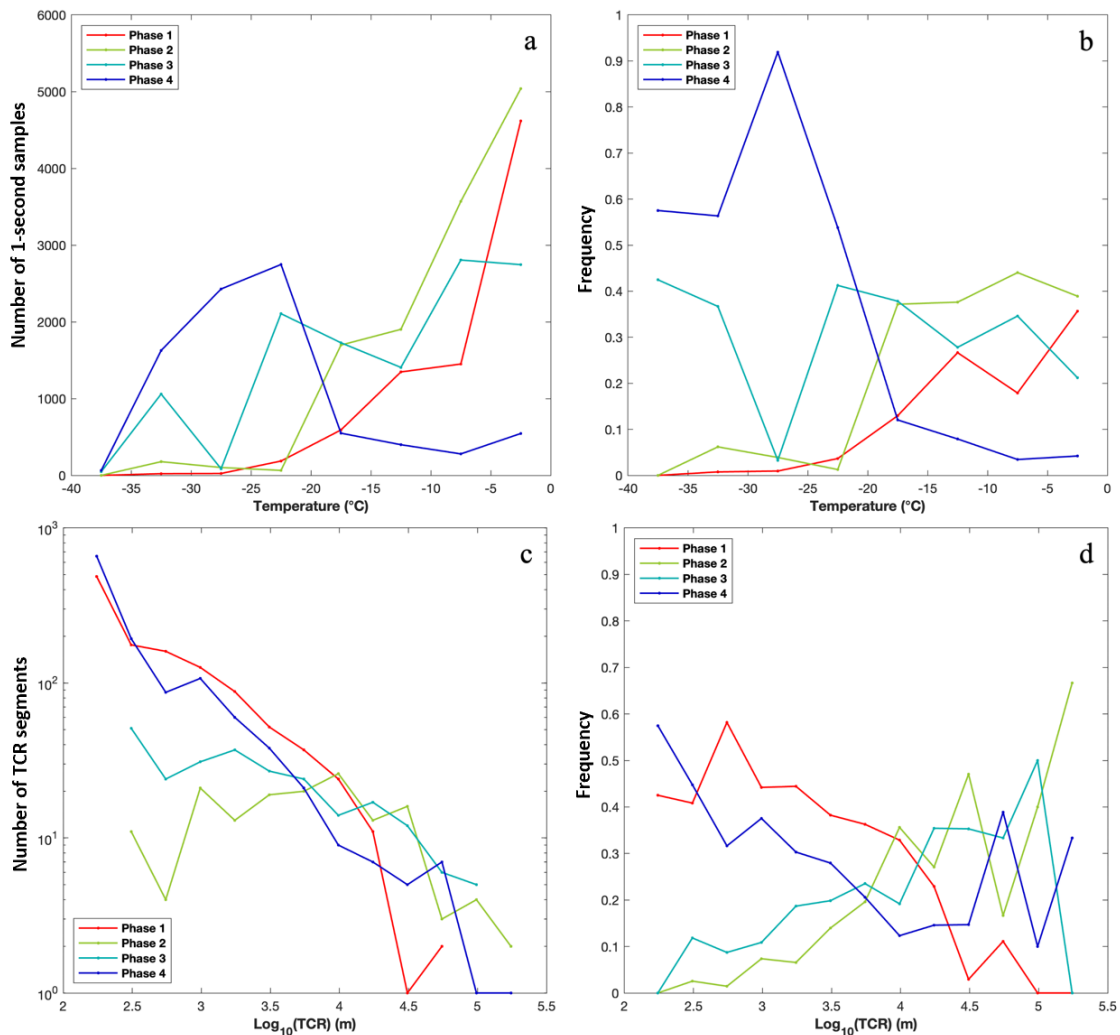 a
Phase 1
Phase 2
Phase 3
Phase 4
Number of 1-second samples
6000
5000
4000
3000
2000
1000
0
-40 -35 -30 -25 -20 -15 -10 -5 0
Temperature (°C)
b
Phase 1
Phase 2
Phase 3
Phase 4
Frequency
1
0.9
0.8
0.7
0.6
0.5
0.4
0.3
0.2
0.1
0
-40 -35 -30 -25 -20 -15 -10 -5 0
Temperature (°C)
c
Number of TCR segments
10³
10²
10¹
10⁰
Phase 1
Phase 2
Phase 3
Phase 4
2 2.5 3 3.5 4 4.5 5 5.5
Log₁₀(TCR) (m)
d
Phase 1
Phase 2
Phase 3
Phase 4
Frequency
1
0.9
0.8
0.7
0.6
0.5
0.4
0.3
0.2
0.1
0
2 2.5 3 3.5 4 4.5 5 5.5
Log₁₀(TCR) (m)